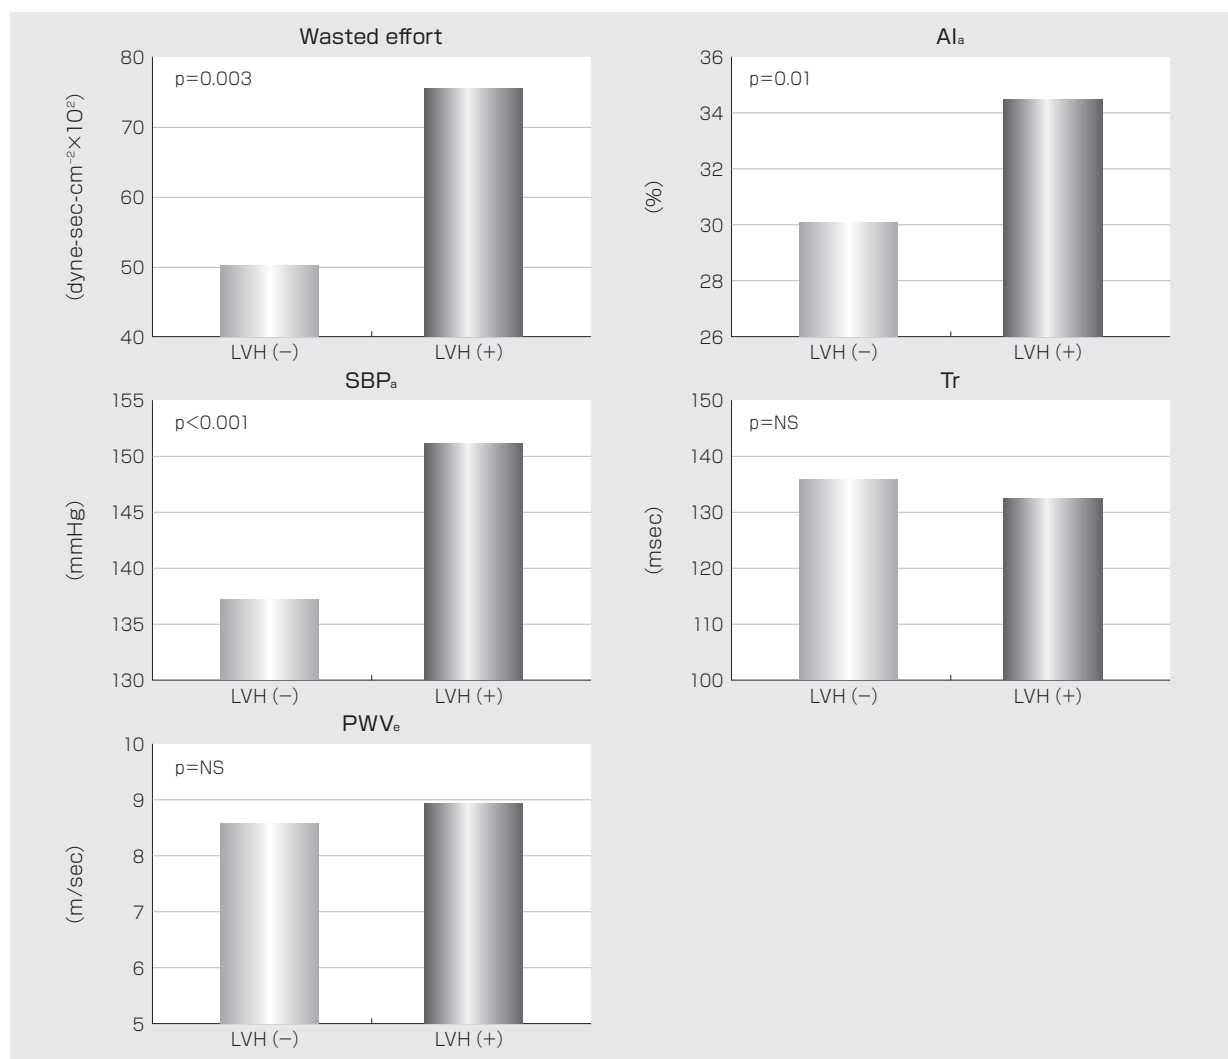 Wasted effort
p=0.003
(dyne-sec-cm⁻²×10²)
80
70
60
50
40
LVH (−)
LVH (+)
AIₐ
p=0.01
(%)
36
34
32
30
28
26
LVH (−)
LVH (+)
SBPₐ
p<0.001
(mmHg)
155
150
145
140
135
130
LVH (−)
LVH (+)
Tr
p=NS
(msec)
150
140
130
120
110
100
LVH (−)
LVH (+)
PWVₑ
p=NS
(m/sec)
10
9
8
7
6
5
LVH (−)
LVH (+)